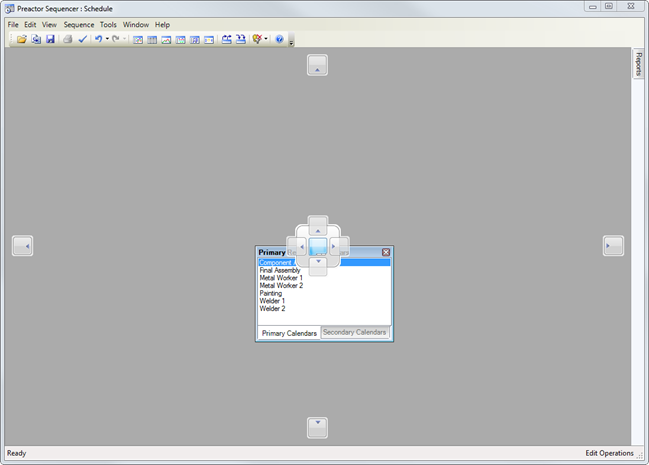 Preactor Sequencer : Schedule
File Edit View Sequence Tools Window Help
Reports
Primary
Component
Final Assembly
Metal Worker 1
Metal Worker 2
Painting
Welder 1
Welder 2
Primary Calendars Secondary Calendars
Ready Edit Operations